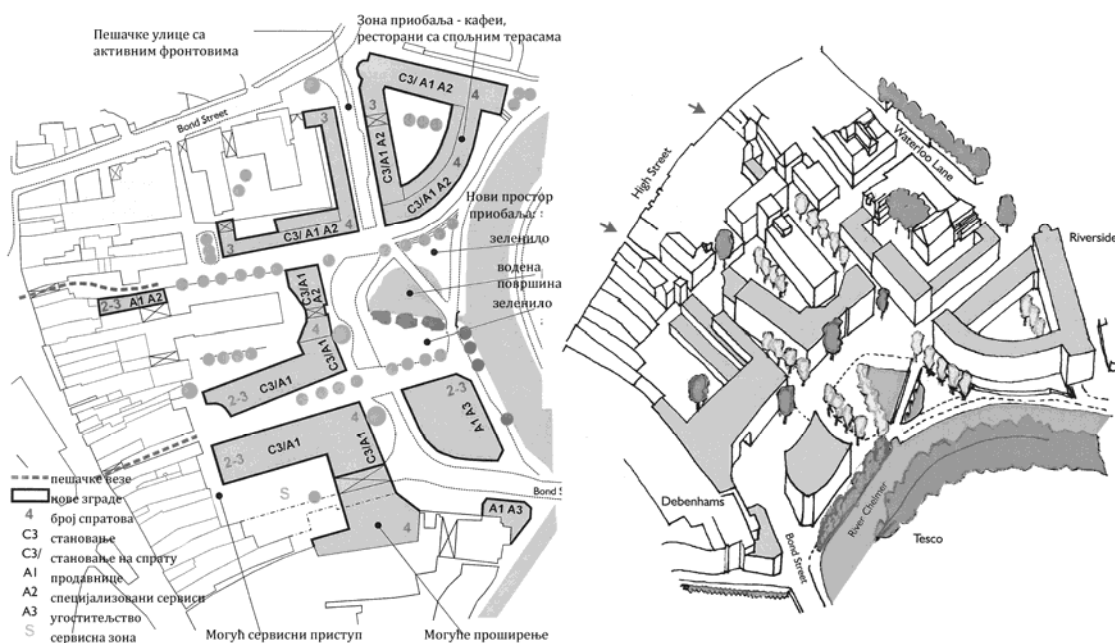 Пешачке улице са
активним фронтовима
Зона приобаља - кафеи,
ресторани са спољним терасама
C3/ A1 A2
4
3
3
Bond Street
C3/A1 A2
4
C3/A1 A2
Нови простор
приобаља:
4
C3/ A1 A2
3
зеленило
C3/A1
A2
водена
површина
2-3 A1 A2
4
зеленило
C3/A1
C3/A1
2-3
2-3
A1 A3
4
C3/A1
C3/A1
2-3
S
Bond S
A1 A3
4
пешачке везе
нове зграде
4 број спратова
C3 становање
C3/ становање на спрату
A1 продавнице
A2 специјализовани сервиси
A3 угоститељство
S сервисна зона
Могућ сервисни приступ
Могуће проширење
High Street
Waterloo Lane
Riverside
Debenhams
River Chelmer
Tesco
Bond Street